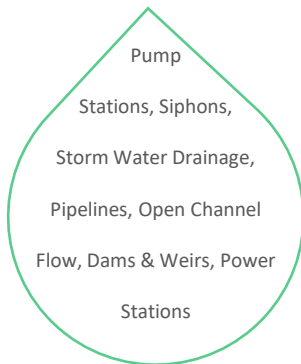 Pump
Stations, Siphons,
Storm Water Drainage,
Pipelines, Open Channel
Flow, Dams & Weirs, Power
Stations